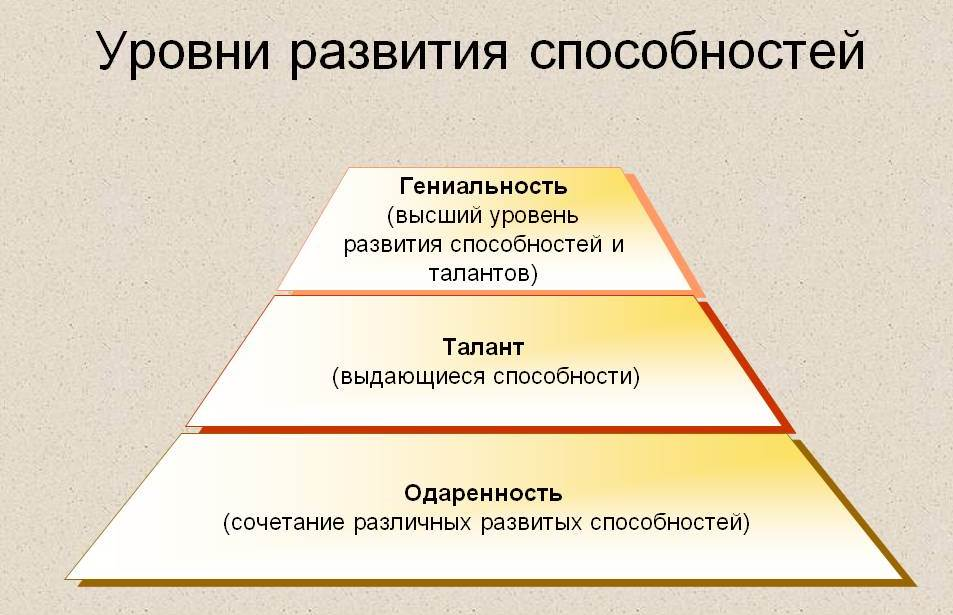 Уровни развития способностей
Гениальность
(высший уровень
развития способностей и
талантов)
Талант
(выдающиеся способности)
Одаренность
(сочетание различных развитых способностей)